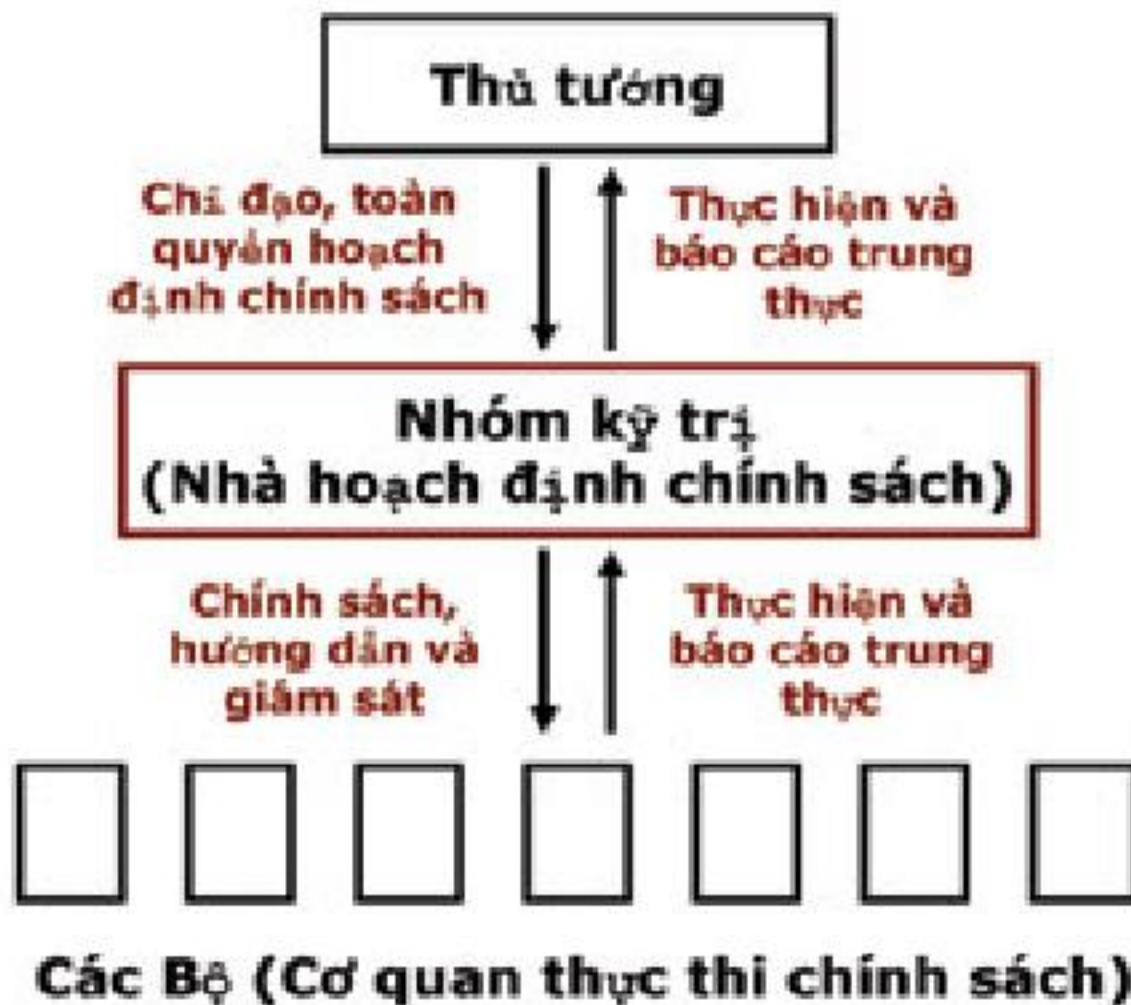 Thủ tướng
Chỉ đạo, toàn
quyền hoạch
định chính sách
Thực hiện và
báo cáo trung
thực
Nhóm kỹ trị
(Nhà hoạch định chính sách)
Chính sách,
hướng dẫn và
giám sát
Thực hiện và
báo cáo trung
thực
Các Bộ (Cơ quan thực thi chính sách)